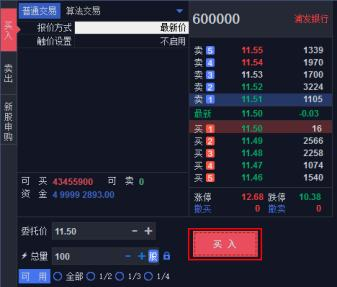 买入
卖出
新股申购
普通交易 算法交易
报价方式 最新价
触价设置 不启用
可买 43455900 可卖 0
资金 4 9999 2893.00
委托价 11.50 － ＋
总量 100 － ＋ 股
可用 全部 1/2 1/3 1/4
600000 浦发银行
卖 5 11.55 1339
卖 4 11.54 1970
卖 3 11.53 1700
卖 2 11.52 3224
卖 1 11.51 1105
最新 11.50 -0.03
买 1 11.50 16
买 2 11.49 2566
买 3 11.48 2258
买 4 11.47 1074
买 5 11.46 1540
涨停 12.68 跌停 10.38
撤买 0 撤卖 0
买入